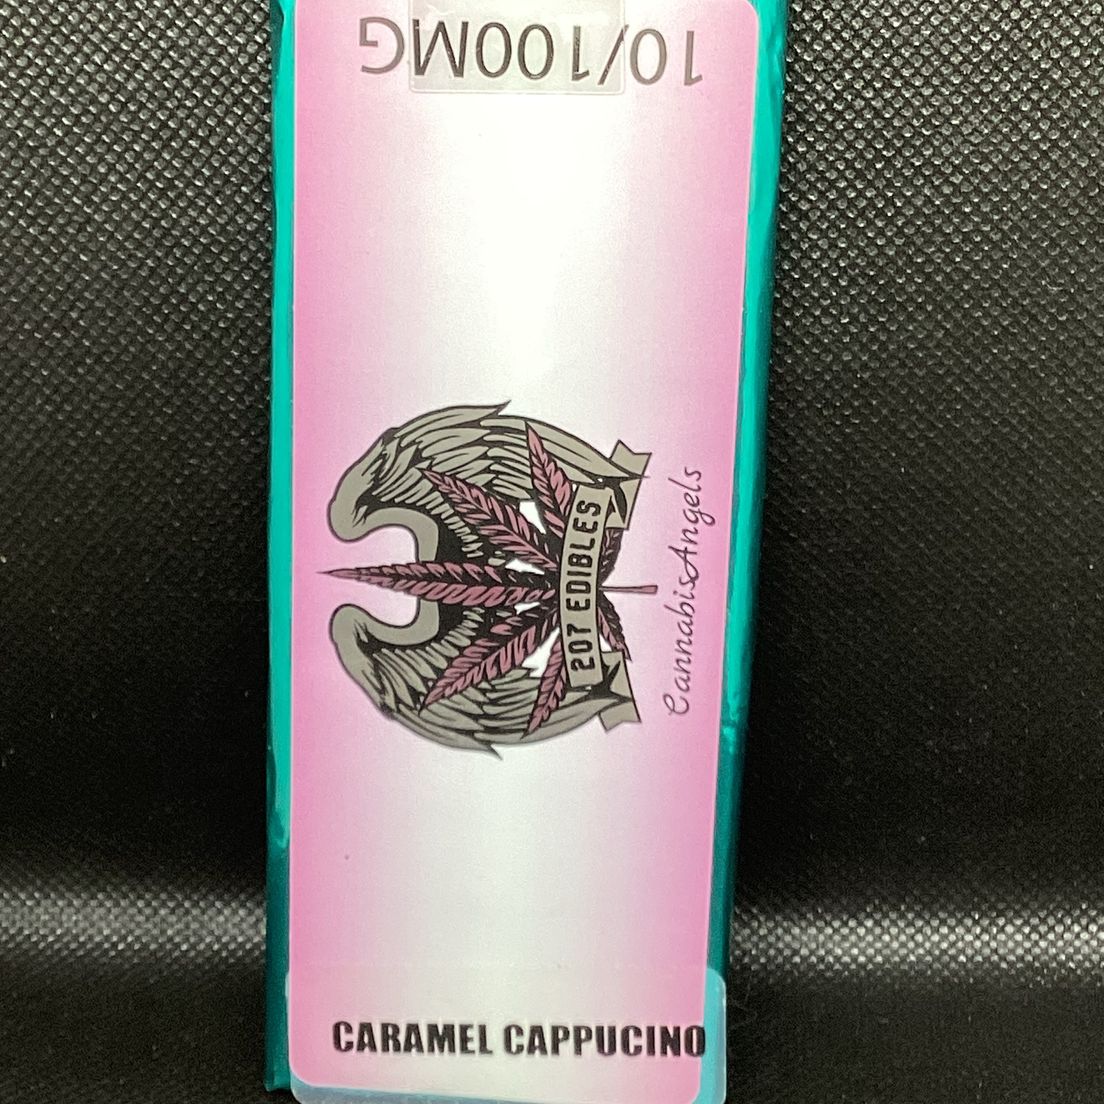 10/100MG
207 EDIBLES
CannabisAngels
CARAMEL CAPPUCINO